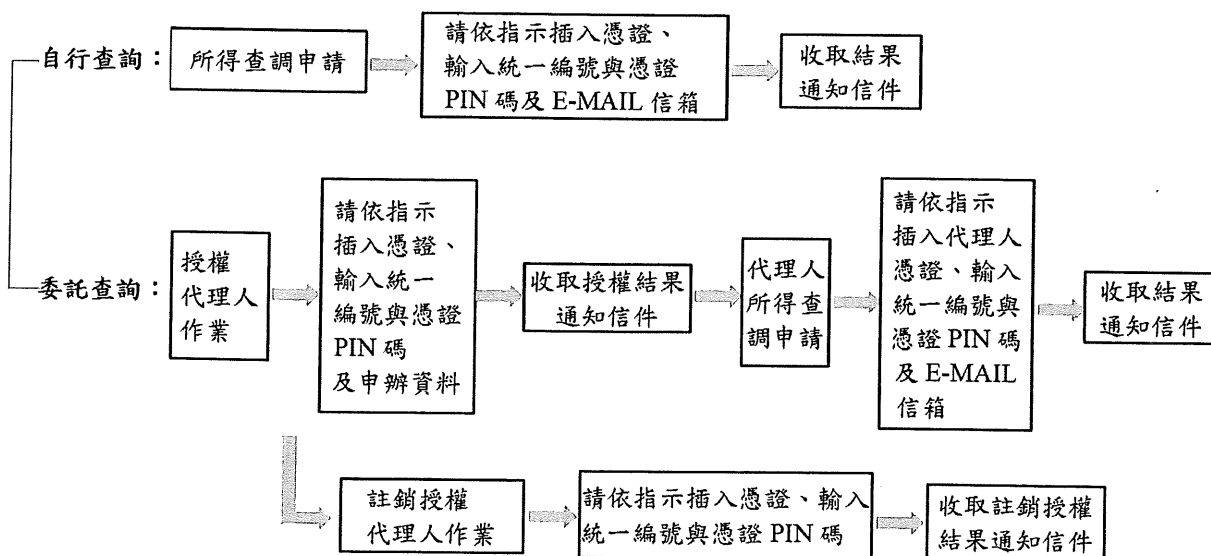 自行查詢：
所得查調申請
請依指示插入憑證、
輸入統一編號與憑證
PIN 碼及 E-MAIL 信箱
收取結果
通知信件
委託查詢：
授權
代理人
作業
請依指示
插入憑證、
輸入統一
編號與憑證
PIN 碼
及申辦資料
收取授權結果
通知信件
代理人
所得查
調申請
請依指示
插入代理人
憑證、輸入
統一編號與
憑證 PIN 碼
及 E-MAIL
信箱
收取結果
通知信件
註銷授權
代理人作業
請依指示插入憑證、輸入
統一編號與憑證 PIN 碼
收取註銷授權
結果通知信件